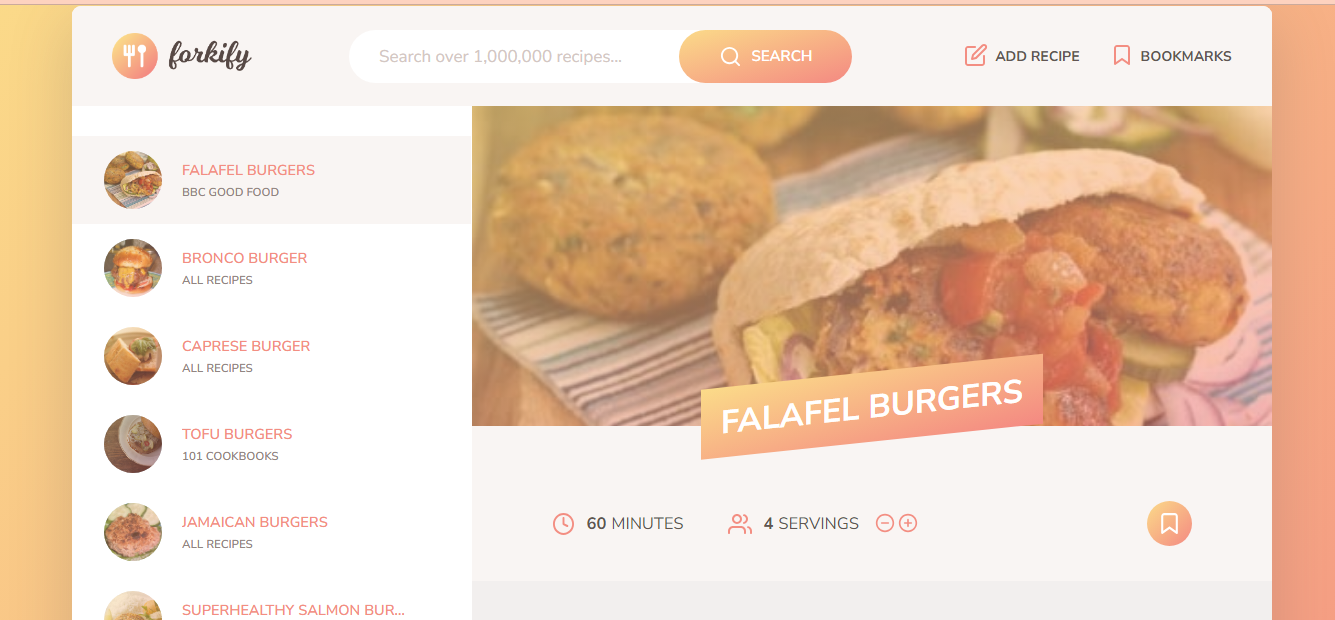 forkify
Search over 1,000,000 recipes...
SEARCH
ADD RECIPE
BOOKMARKS
FALAFEL BURGERS
BBC GOOD FOOD
BRONCO BURGER
ALL RECIPES
CAPRESE BURGER
ALL RECIPES
TOFU BURGERS
101 COOKBOOKS
JAMAICAN BURGERS
ALL RECIPES
SUPERHEALTHY SALMON BUR...
FALAFEL BURGERS
60 MINUTES
4 SERVINGS